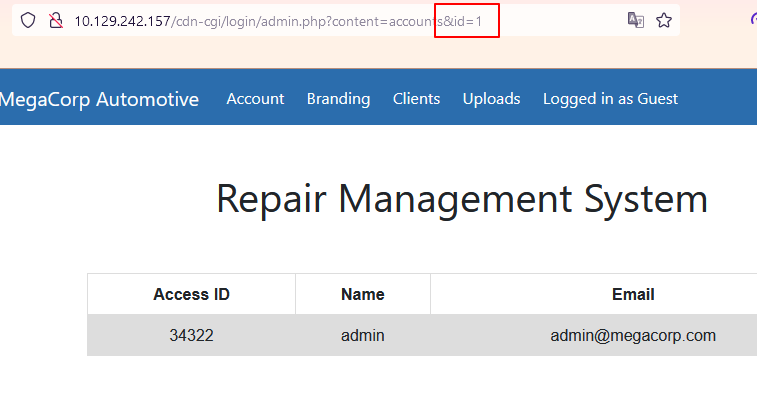 10.129.242.157/cdn-cgi/login/admin.php?content=accounts&id=1
MegaCorp Automotive Account Branding Clients Uploads Logged in as Guest
Repair Management System
Access ID Name Email
34322 admin admin@megacorp.com